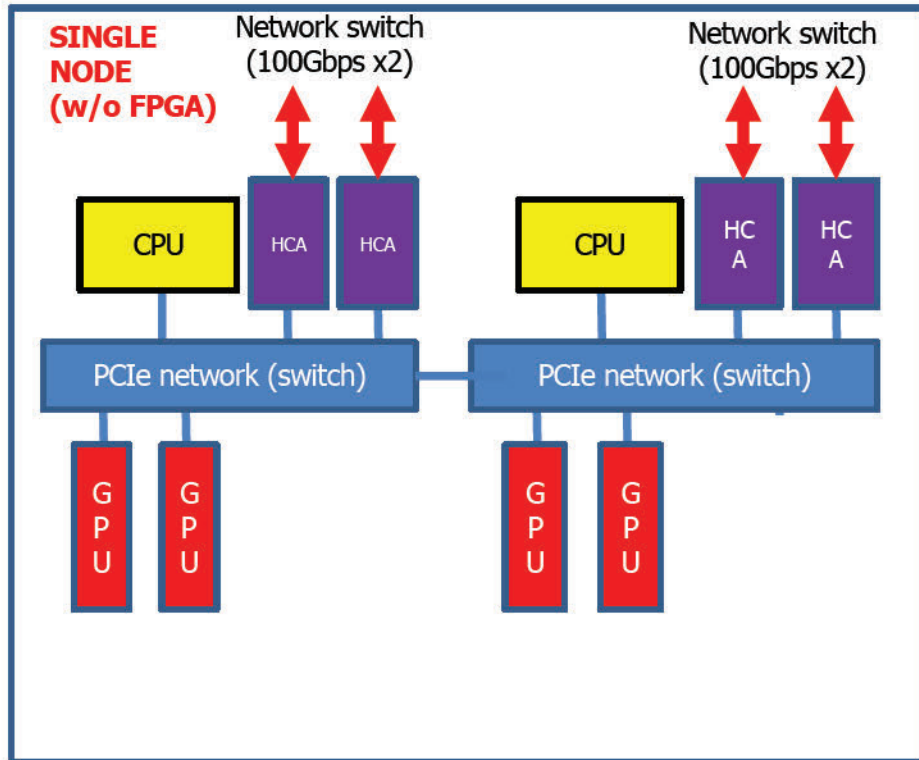 SINGLE
NODE
(w/o FPGA)
Network switch
(100Gbps x2)
Network switch
(100Gbps x2)
CPU
HCA
HCA
CPU
HC
A
HC
A
PCIe network (switch)
PCIe network (switch)
G
P
U
G
P
U
G
P
U
G
P
U